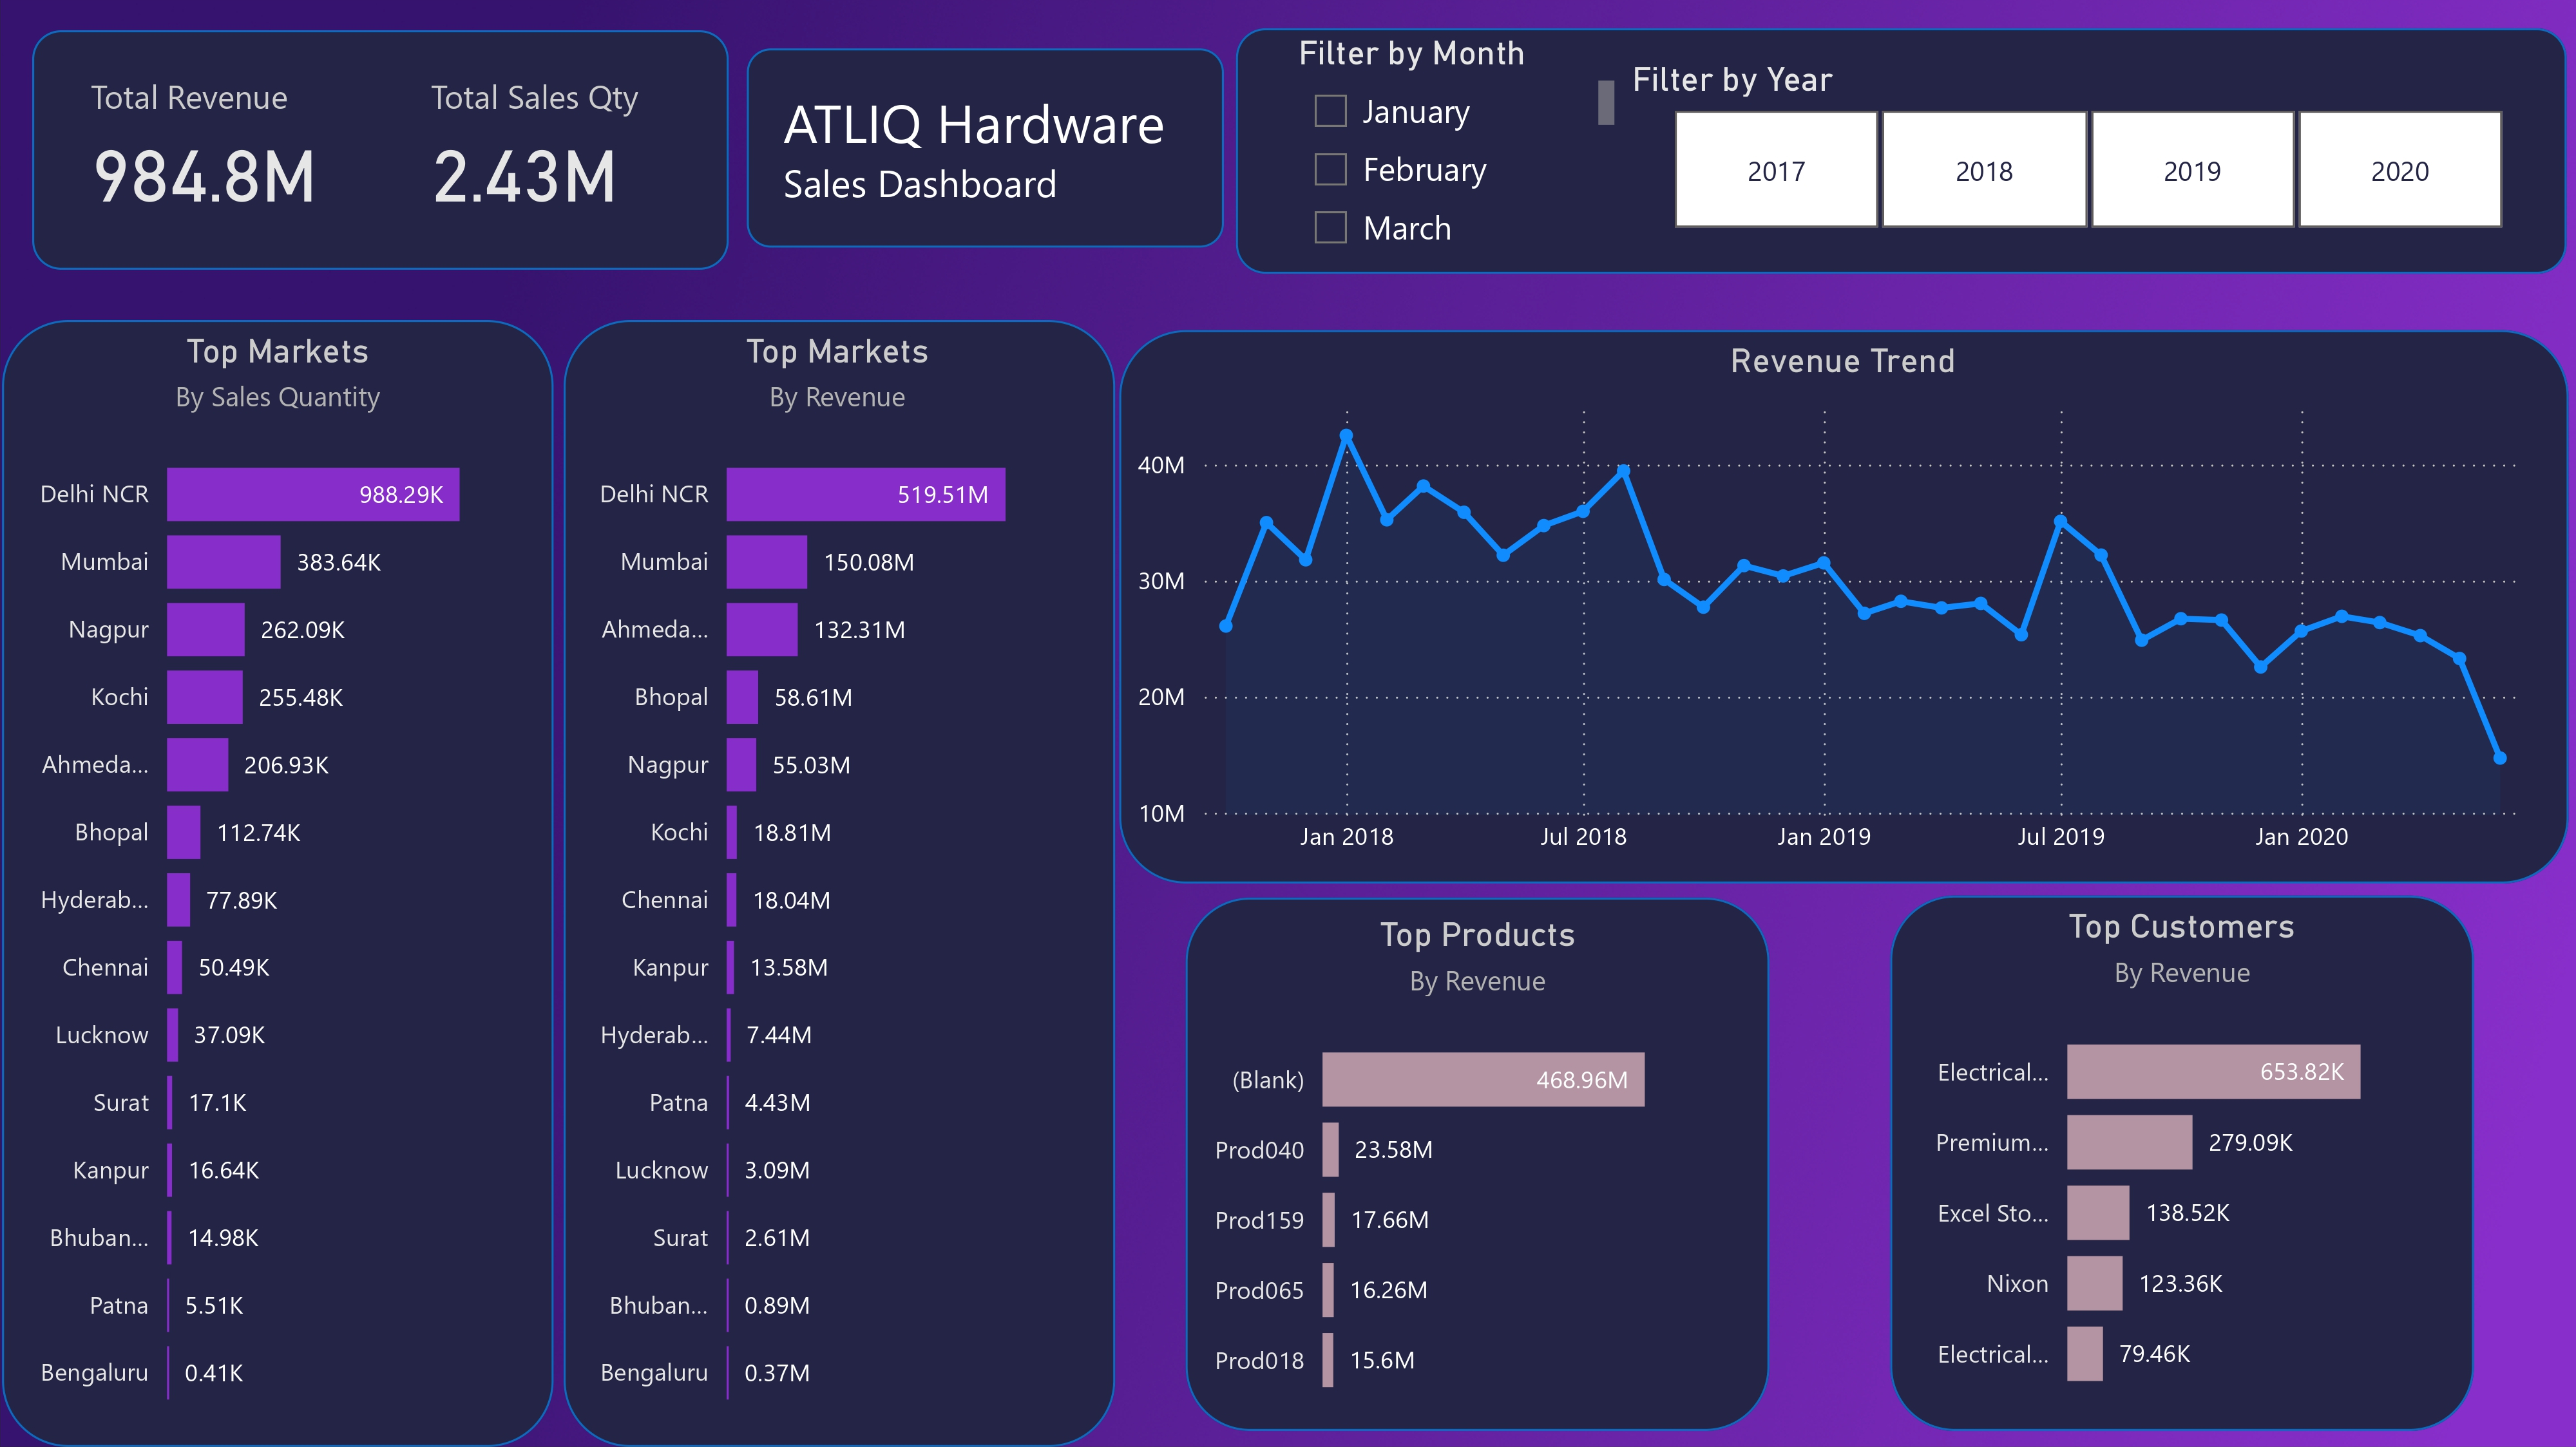 Total Revenue
984.8M
Total Sales Qty
2.43M
ATLIQ Hardware
Sales Dashboard
Filter by Month
January
February
March
Filter by Year
2017 2018 2019 2020
Top Markets
By Sales Quantity
Delhi NCR 988.29K
Mumbai 383.64K
Nagpur 262.09K
Kochi 255.48K
Ahmeda... 206.93K
Bhopal 112.74K
Hyderab... 77.89K
Chennai 50.49K
Lucknow 37.09K
Surat 17.1K
Kanpur 16.64K
Bhuban... 14.98K
Patna 5.51K
Bengaluru 0.41K
Top Markets
By Revenue
Delhi NCR 519.51M
Mumbai 150.08M
Ahmeda... 132.31M
Bhopal 58.61M
Nagpur 55.03M
Kochi 18.81M
Chennai 18.04M
Kanpur 13.58M
Hyderab... 7.44M
Patna 4.43M
Lucknow 3.09M
Surat 2.61M
Bhuban... 0.89M
Bengaluru 0.37M
Revenue Trend
40M
30M
20M
10M
Jan 2018 Jul 2018 Jan 2019 Jul 2019 Jan 2020
Top Products
By Revenue
(Blank) 468.96M
Prod040 23.58M
Prod159 17.66M
Prod065 16.26M
Prod018 15.6M
Top Customers
By Revenue
Electrical... 653.82K
Premium... 279.09K
Excel Sto... 138.52K
Nixon 123.36K
Electrical... 79.46K